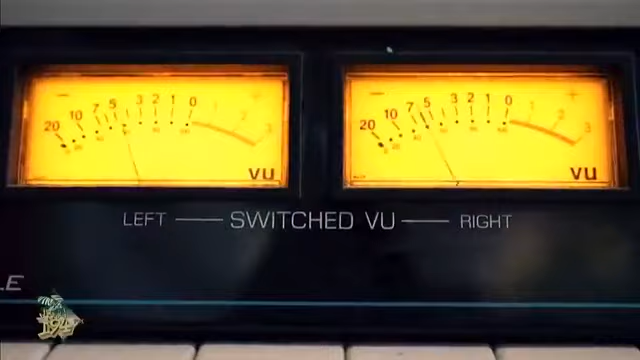 20 10 7 5 3 2 1 0 1 2 3
VU
20 10 7 5 3 2 1 0 1 2 3
VU
LEFT SWITCHED VU RIGHT
LE